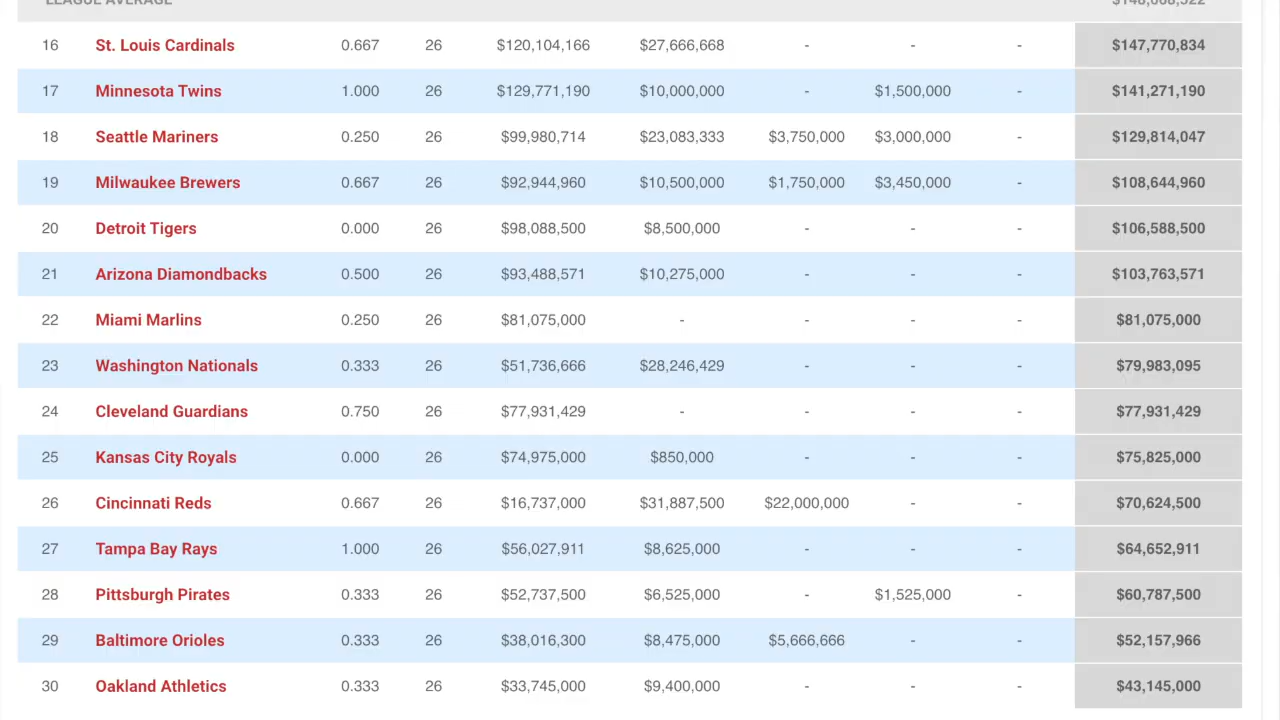 LEAGUE AVERAGE $148,068,522
16 St. Louis Cardinals 0.667 26 $120,104,166 $27,666,668 - - - $147,770,834
17 Minnesota Twins 1.000 26 $129,771,190 $10,000,000 - $1,500,000 - $141,271,190
18 Seattle Mariners 0.250 26 $99,980,714 $23,083,333 $3,750,000 $3,000,000 - $129,814,047
19 Milwaukee Brewers 0.667 26 $92,944,960 $10,500,000 $1,750,000 $3,450,000 - $108,644,960
20 Detroit Tigers 0.000 26 $98,088,500 $8,500,000 - - - $106,588,500
21 Arizona Diamondbacks 0.500 26 $93,488,571 $10,275,000 - - - $103,763,571
22 Miami Marlins 0.250 26 $81,075,000 - - - - $81,075,000
23 Washington Nationals 0.333 26 $51,736,666 $28,246,429 - - - $79,983,095
24 Cleveland Guardians 0.750 26 $77,931,429 - - - - $77,931,429
25 Kansas City Royals 0.000 26 $74,975,000 $850,000 - - - $75,825,000
26 Cincinnati Reds 0.667 26 $16,737,000 $31,887,500 $22,000,000 - - $70,624,500
27 Tampa Bay Rays 1.000 26 $56,027,911 $8,625,000 - - - $64,652,911
28 Pittsburgh Pirates 0.333 26 $52,737,500 $6,525,000 - $1,525,000 - $60,787,500
29 Baltimore Orioles 0.333 26 $38,016,300 $8,475,000 $5,666,666 - - $52,157,966
30 Oakland Athletics 0.333 26 $33,745,000 $9,400,000 - - - $43,145,000